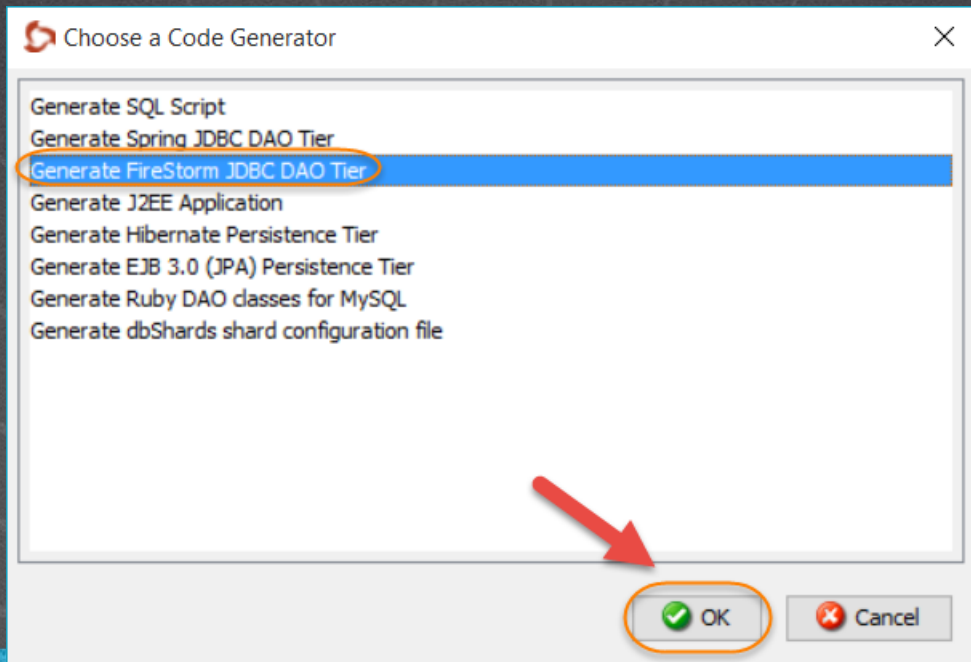 Choose a Code Generator
Generate SQL Script
Generate Spring JDBC DAO Tier
Generate FireStorm JDBC DAO Tier
Generate J2EE Application
Generate Hibernate Persistence Tier
Generate EJB 3.0 (JPA) Persistence Tier
Generate Ruby DAO classes for MySQL
Generate dbShards shard configuration file
OK Cancel